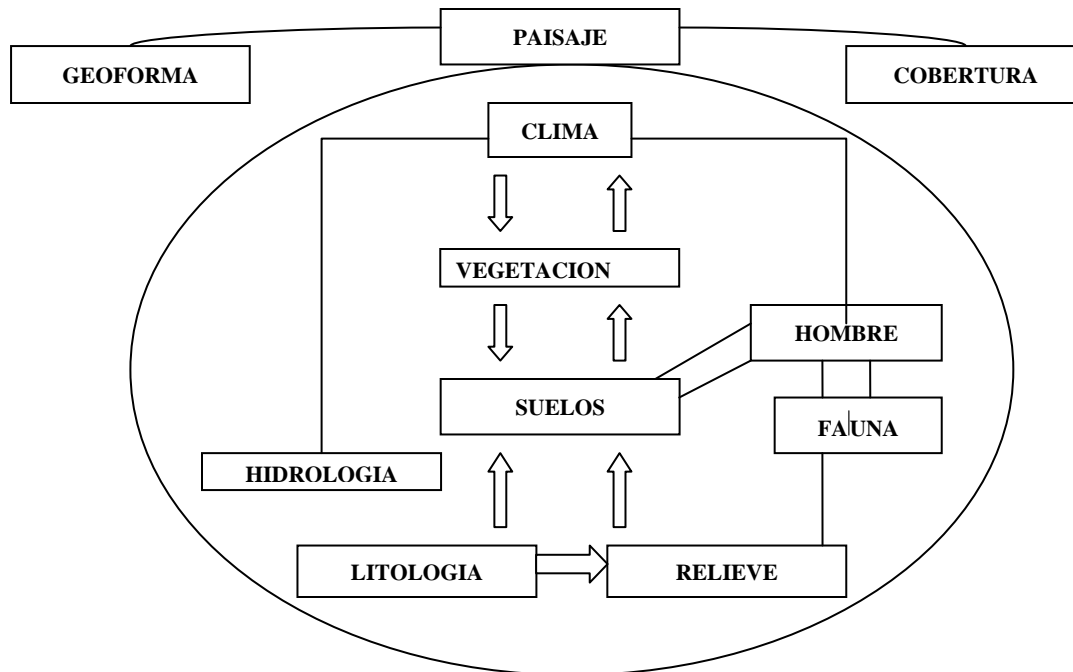 PAISAJE
GEOFORMA
COBERTURA
CLIMA
VEGETACION
HOMBRE
SUELOS
FAUNA
HIDROLOGIA
LITOLOGIA
RELIEVE